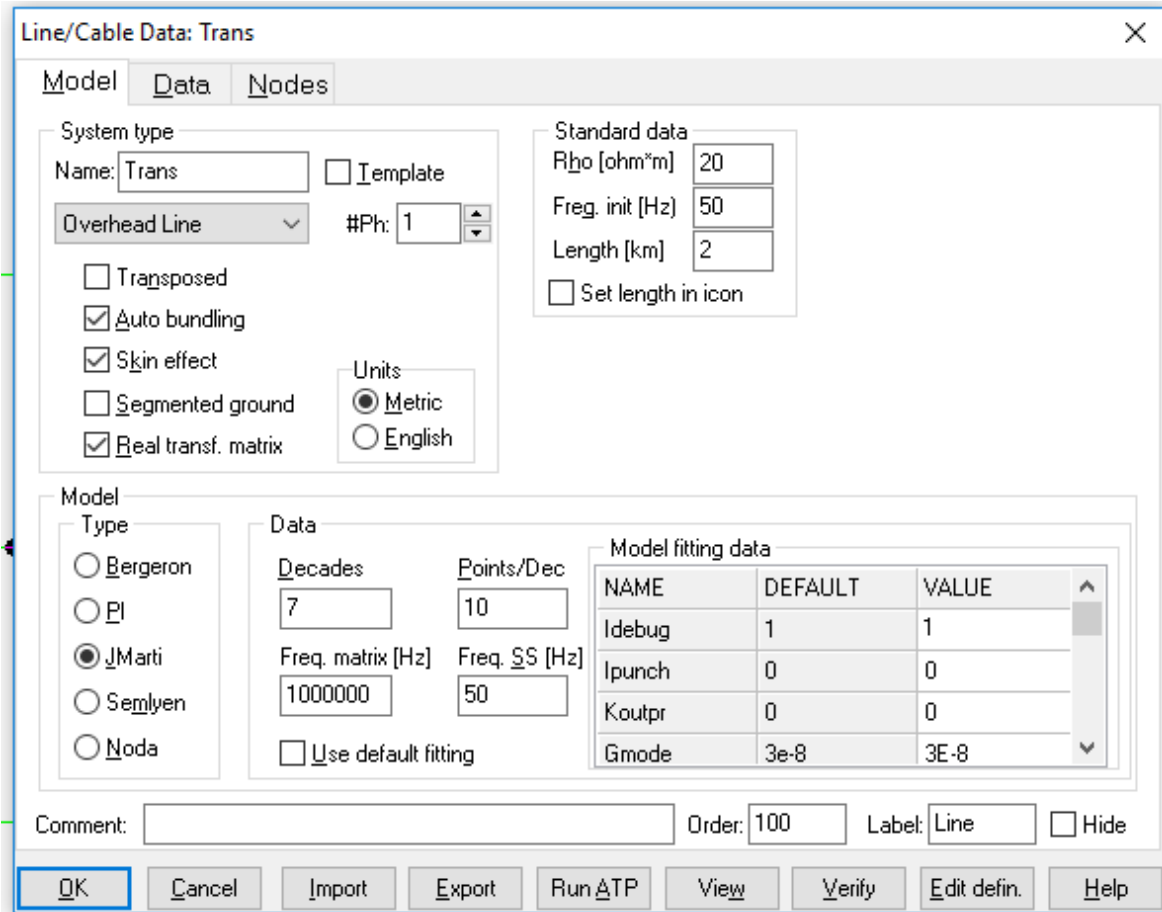 Line/Cable Data: Trans
Model Data Nodes
System type
Name: Trans Template
Overhead Line #Ph: 1
Transposed
Auto bundling
Skin effect
Segmented ground
Real transf. matrix
Units
Metric
English
Standard data
Rho [ohm*m] 20
Freq. init [Hz] 50
Length [km] 2
Set length in icon
Model
Type
Bergeron
PI
JMarti
Semlyen
Noda
Data
Decades Points/Dec
7 10
Freq. matrix [Hz] Freq. SS [Hz]
1000000 50
Use default fitting
Model fitting data
NAME DEFAULT VALUE
Idebug 1 1
Ipunch 0 0
Koutpr 0 0
Gmode 3e-8 3E-8
Comment: Order: 100 Label: Line Hide
OK Cancel Import Export Run ATP View Verify Edit defin. Help